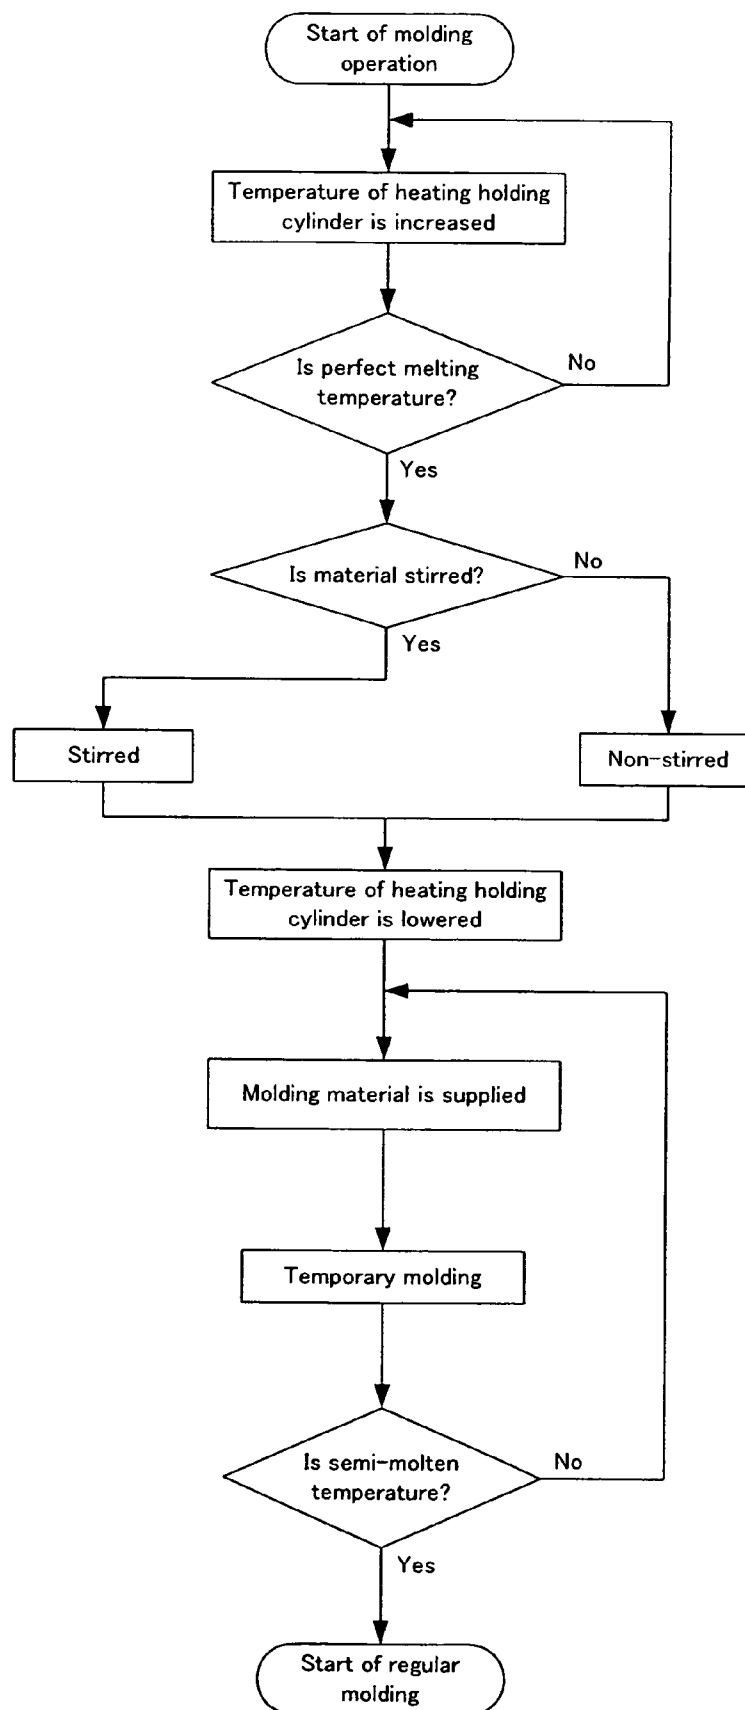 Start of molding
operation
Temperature of heating holding
cylinder is increased
Is perfect melting
temperature?
No
Yes
Is material stirred?
No
Yes
Stirred
Non-stirred
Temperature of heating holding
cylinder is lowered
Molding material is supplied
Temporary molding
Is semi-molten
temperature?
No
Yes
Start of regular
molding